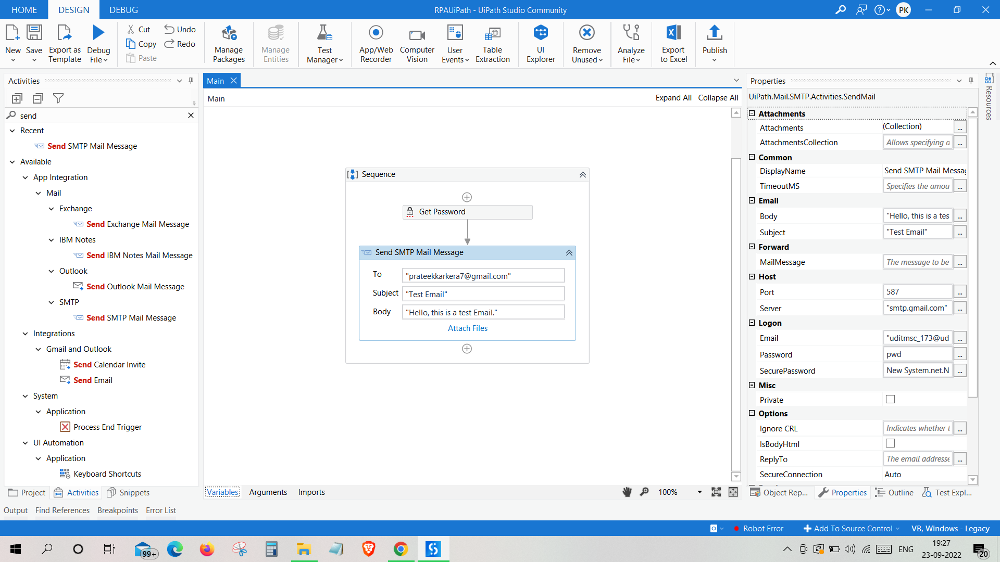 HOME DESIGN DEBUG
RPAUiPath - UiPath Studio Community
PK
New
Save
Export as Template
Debug File
Cut
Copy
Paste
Undo
Redo
Manage Packages
Manage Entities
Test Manager
App/Web Recorder
Computer Vision
User Events
Table Extraction
UI Explorer
Remove Unused
Analyze File
Export to Excel
Publish
Activities
send
Recent
Send SMTP Mail Message
Available
App Integration
Mail
Exchange
Send Exchange Mail Message
IBM Notes
Send IBM Notes Mail Message
Outlook
Send Outlook Mail Message
SMTP
Send SMTP Mail Message
Integrations
Gmail and Outlook
Send Calendar Invite
Send Email
System
Application
Process End Trigger
UI Automation
Application
Keyboard Shortcuts
Project Activities Snippets
Main
Main
Expand All Collapse All
Sequence
Get Password
Send SMTP Mail Message
To "prateekkarkera7@gmail.com"
Subject "Test Email"
Body "Hello, this is a test Email."
Attach Files
Variables Arguments Imports
100%
Properties
UiPath.Mail.SMTP.Activities.SendMail
Attachments
Attachments (Collection) ...
AttachmentsCollection Allows specifying a ...
Common
DisplayName Send SMTP Mail Messag
TimeoutMS Specifies the amou ...
Email
Body "Hello, this is a tes ...
Subject "Test Email" ...
Forward
MailMessage The message to be ...
Host
Port 587 ...
Server "smtp.gmail.com" ...
Logon
Email "uditmsc_173@ud ...
Password pwd ...
SecurePassword New System.net.N ...
Misc
Private
Options
Ignore CRL Indicates whether t ...
IsBodyHtml
ReplyTo The email addresse ...
SecureConnection Auto
Object Rep... Properties Outline Test Expl...
Resources
Output Find References Breakpoints Error List
Robot Error
Add To Source Control
VB, Windows - Legacy
99+
ENG
19:27
23-09-2022
20